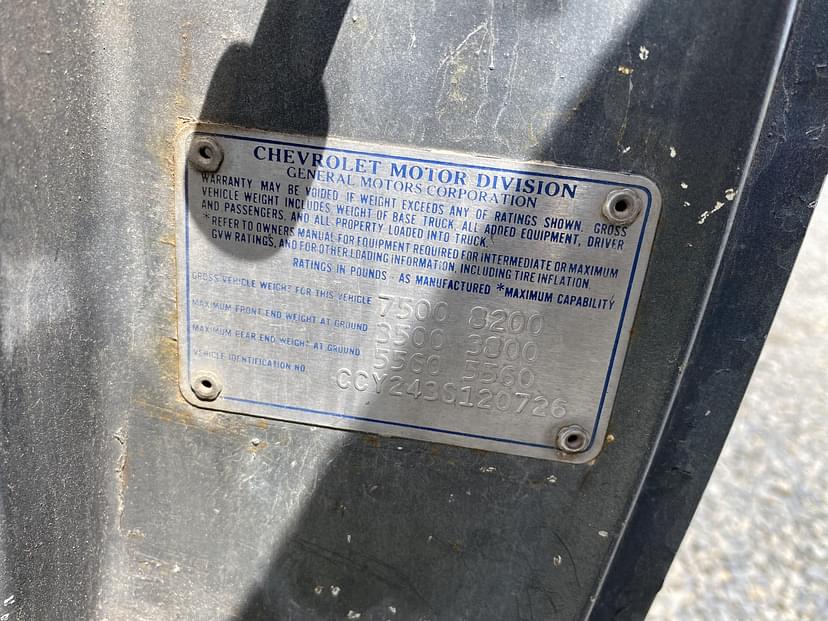 CHEVROLET MOTOR DIVISION
GENERAL MOTORS CORPORATION
WARRANTY MAY BE VOIDED IF WEIGHT EXCEEDS ANY OF RATINGS SHOWN. GROSS
VEHICLE WEIGHT INCLUDES WEIGHT OF BASE TRUCK, ALL ADDED EQUIPMENT, DRIVER
AND PASSENGERS, AND ALL PROPERTY LOADED INTO TRUCK.
*REFER TO OWNERS MANUAL FOR EQUIPMENT REQUIRED FOR INTERMEDIATE OR MAXIMUM
GVW RATINGS, AND FOR OTHER LOADING INFORMATION, INCLUDING TIRE INFLATION.
RATINGS IN POUNDS - AS MANUFACTURED *MAXIMUM CAPABILITY
GROSS VEHICLE WEIGHT FOR THIS VEHICLE 7500 8200
MAXIMUM FRONT END WEIGHT AT GROUND 3500 3800
MAXIMUM REAR END WEIGHT AT GROUND 5560 5560
VEHICLE IDENTIFICATION NO. CCY243S120726